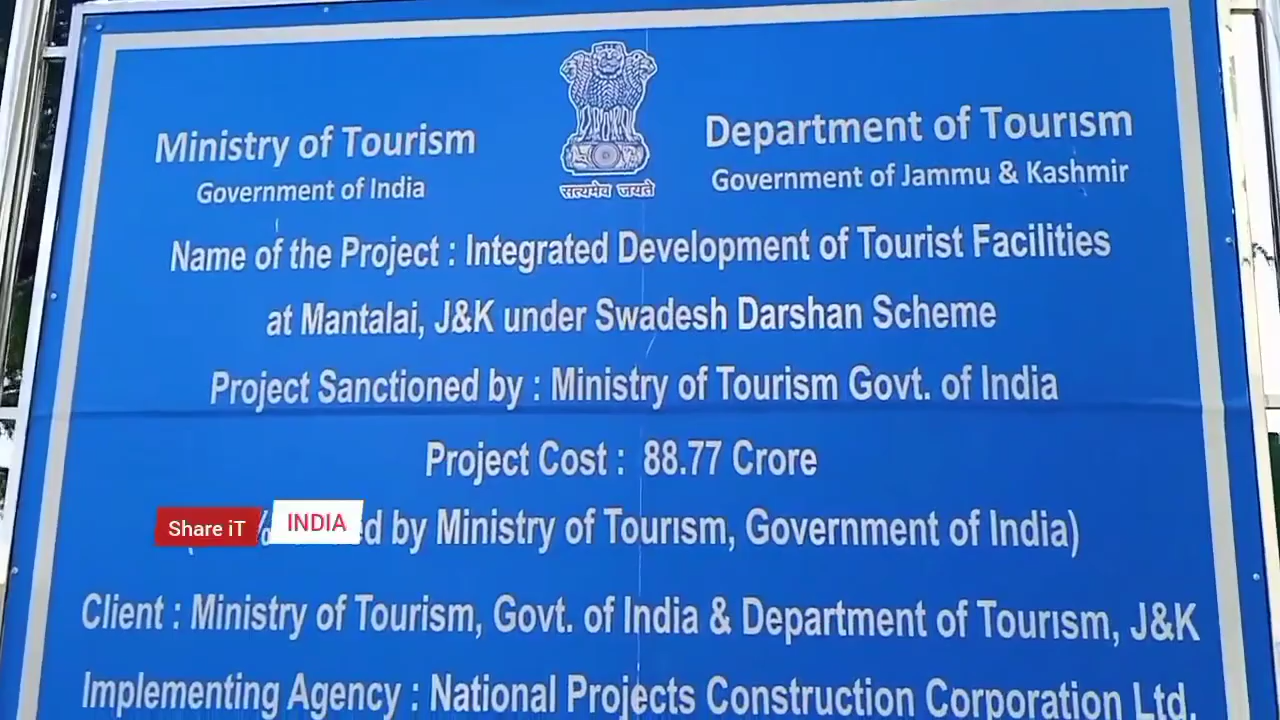 Ministry of Tourism
Government of India
सत्यमेव जयते
Department of Tourism
Government of Jammu & Kashmir
Name of the Project : Integrated Development of Tourist Facilities
at Mantalai, J&K under Swadesh Darshan Scheme
Project Sanctioned by : Ministry of Tourism Govt. of India
Project Cost : 88.77 Crore
Share iT INDIA
by Ministry of Tourism, Government of India)
Client : Ministry of Tourism, Govt. of India & Department of Tourism, J&K
Implementing Agency : National Projects Construction Corporation Ltd.